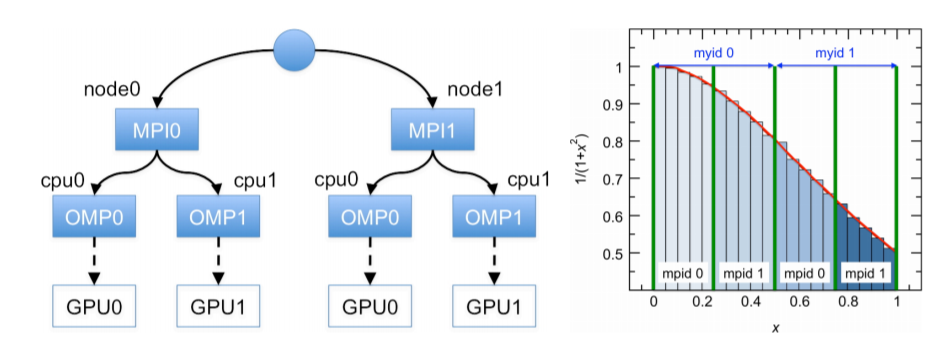 node0
node1
MPI0
MPI1
cpu0
cpu1
cpu0
cpu1
OMP0
OMP1
OMP0
OMP1
GPU0
GPU1
GPU0
GPU1
myid 0
myid 1
1/(1+x²)
1
0.9
0.8
0.7
0.6
0.5
mpid 0
mpid 1
mpid 0
mpid 1
0
0.2
0.4
0.6
0.8
1
x